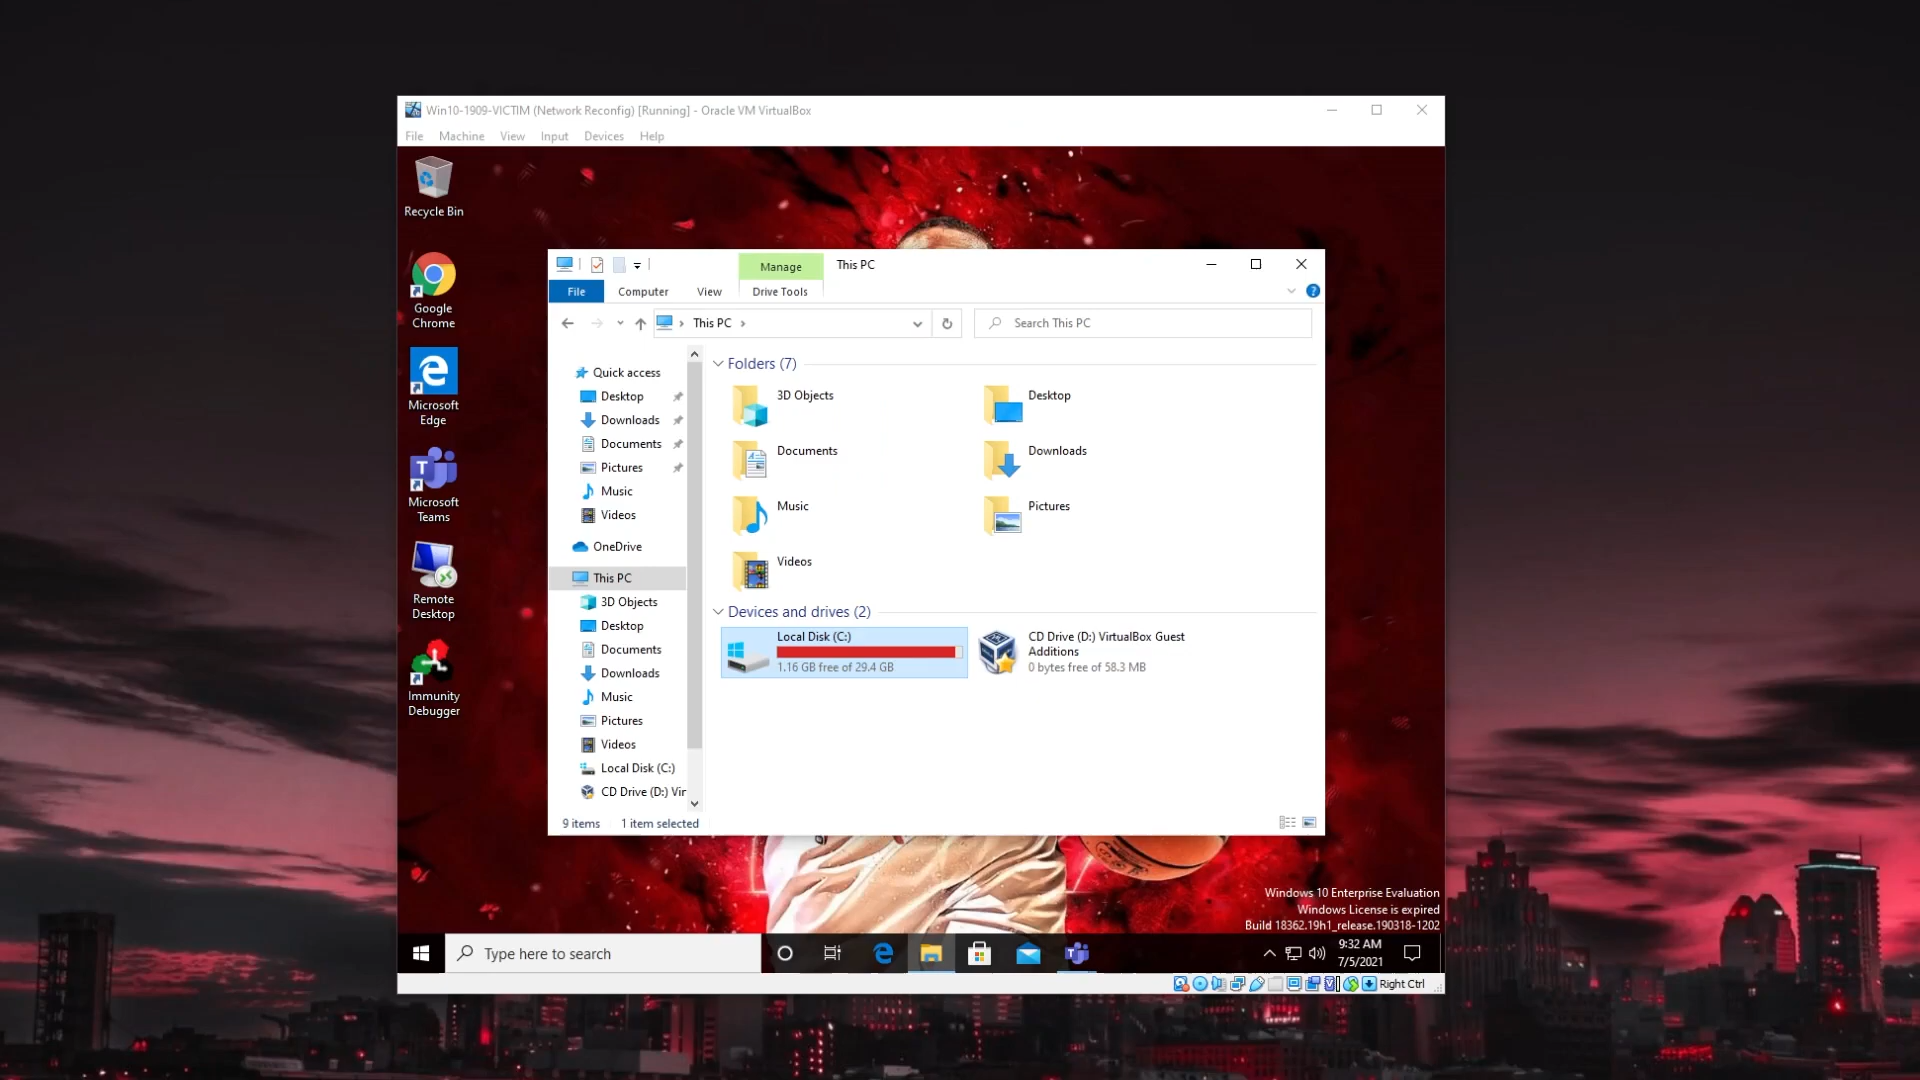 Win10-1909-VICTIM (Network Reconfig) [Running] - Oracle VM VirtualBox
File Machine View Input Devices Help
Recycle Bin
Google
Chrome
Microsoft
Edge
Microsoft
Teams
Remote
Desktop
Immunity
Debugger
Manage This PC
File Computer View Drive Tools
This PC
Search This PC
Quick access
Desktop
Downloads
Documents
Pictures
Music
Videos
OneDrive
This PC
3D Objects
Desktop
Documents
Downloads
Music
Pictures
Videos
Local Disk (C:)
CD Drive (D:) Vir
Folders (7)
3D Objects
Desktop
Documents
Downloads
Music
Pictures
Videos
Devices and drives (2)
Local Disk (C:)
1.16 GB free of 29.4 GB
CD Drive (D:) VirtualBox Guest
Additions
0 bytes free of 58.3 MB
9 items 1 item selected
Windows 10 Enterprise Evaluation
Windows License is expired
Build 18362.19h1_release.190318-1202
Type here to search
9:32 AM
7/5/2021
Right Ctrl